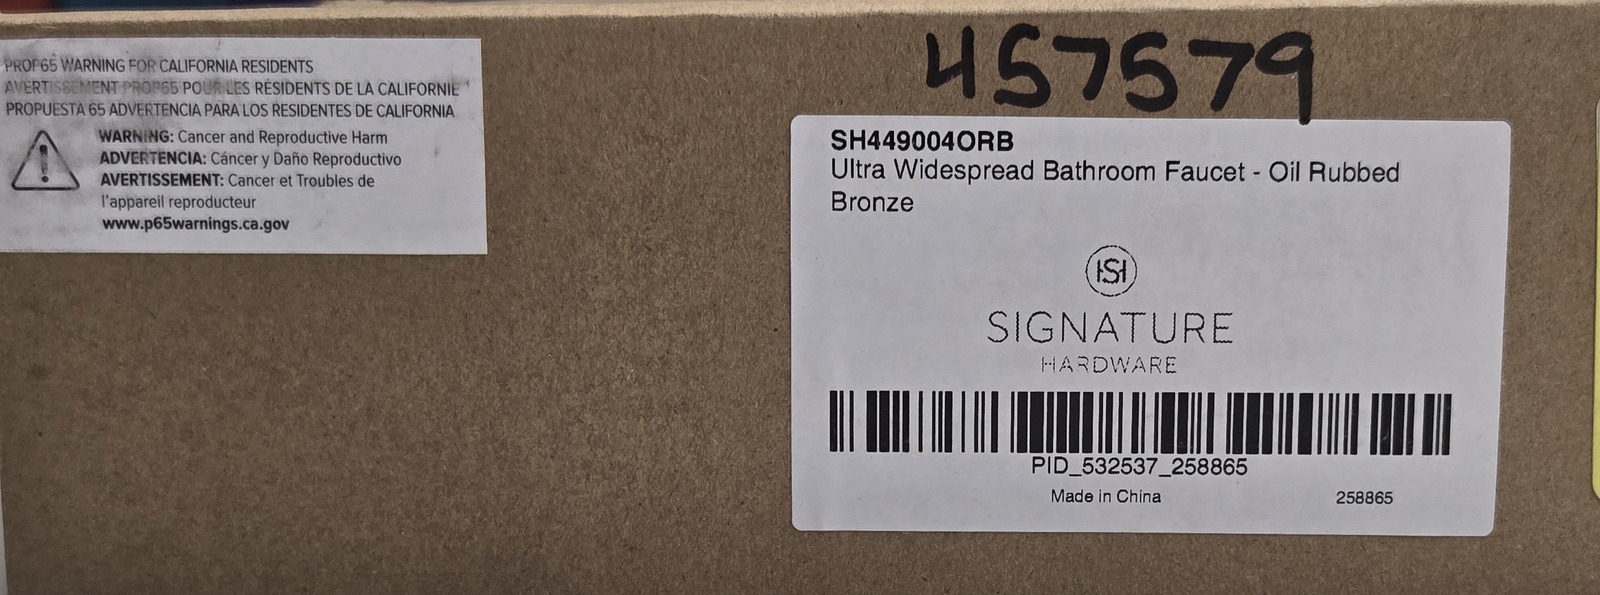 PROP 65 WARNING FOR CALIFORNIA RESIDENTS
AVERTISSEMENT PROP65 POUR LES RÉSIDENTS DE LA CALIFORNIE
PROPUESTA 65 ADVERTENCIA PARA LOS RESIDENTES DE CALIFORNIA
WARNING: Cancer and Reproductive Harm
ADVERTENCIA: Cáncer y Daño Reproductivo
AVERTISSEMENT: Cancer et Troubles de
l'appareil reproducteur
www.p65warnings.ca.gov
457579
SH449004ORB
Ultra Widespread Bathroom Faucet - Oil Rubbed
Bronze
SH
SIGNATURE
HARDWARE
PID_532537_258865
Made in China 258865